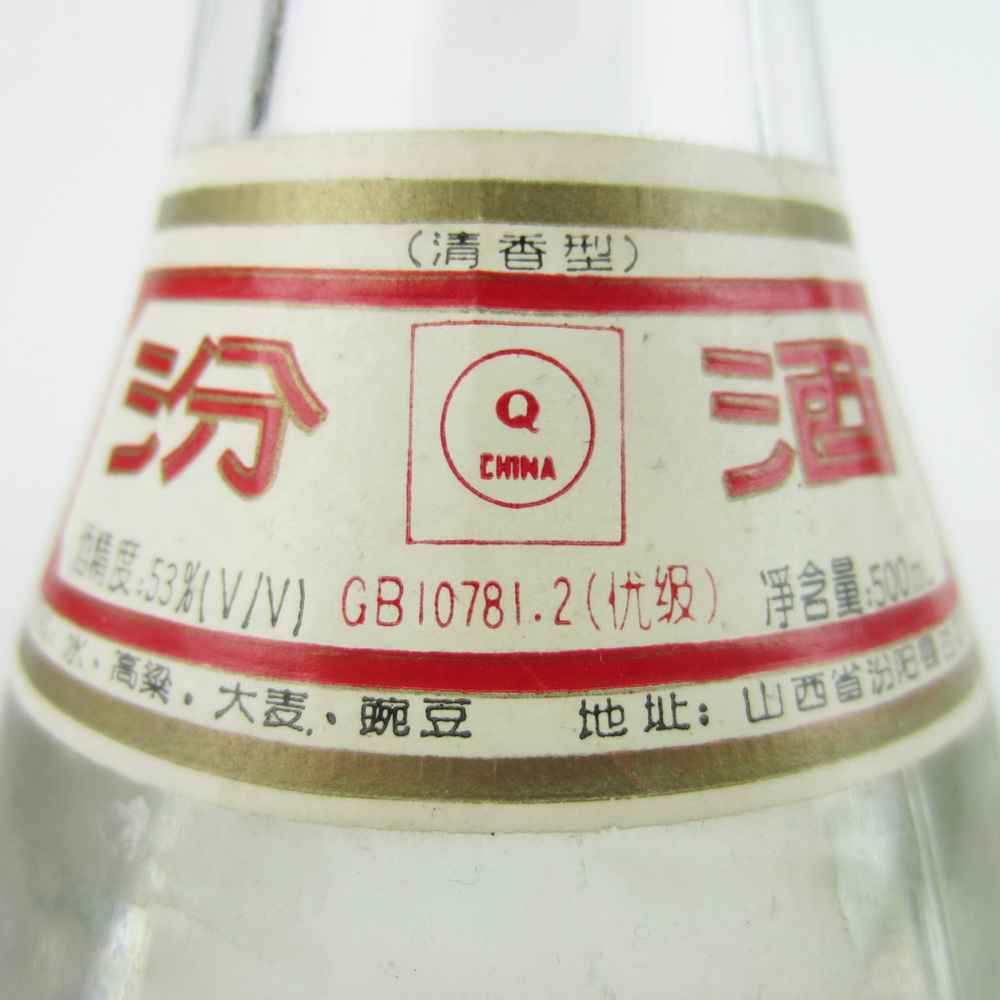 (清香型)
汾 酒
Q
CHINA
酒精度:53%(V/V) GB10781.2(优级) 净含量:500m
水·高粱·大麦·豌豆 地址:山西省汾阳